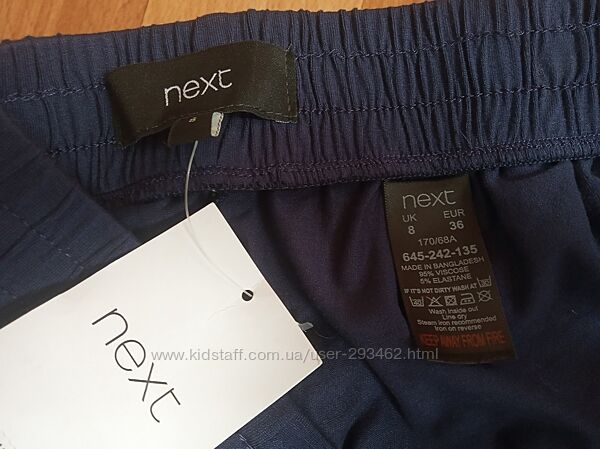 next
8
next
UK EUR
8 36
170/68A
645-242-135
MADE IN BANGLADESH
95% VISCOSE
5% ELASTANE
IF IT'S NOT DIRTY WASH AT 30
Wash inside out
Line dry
Steam iron recommended
Iron on reverse
KEEP AWAY FROM FIRE
next
www.kidstaff.com.ua/user-293462.html